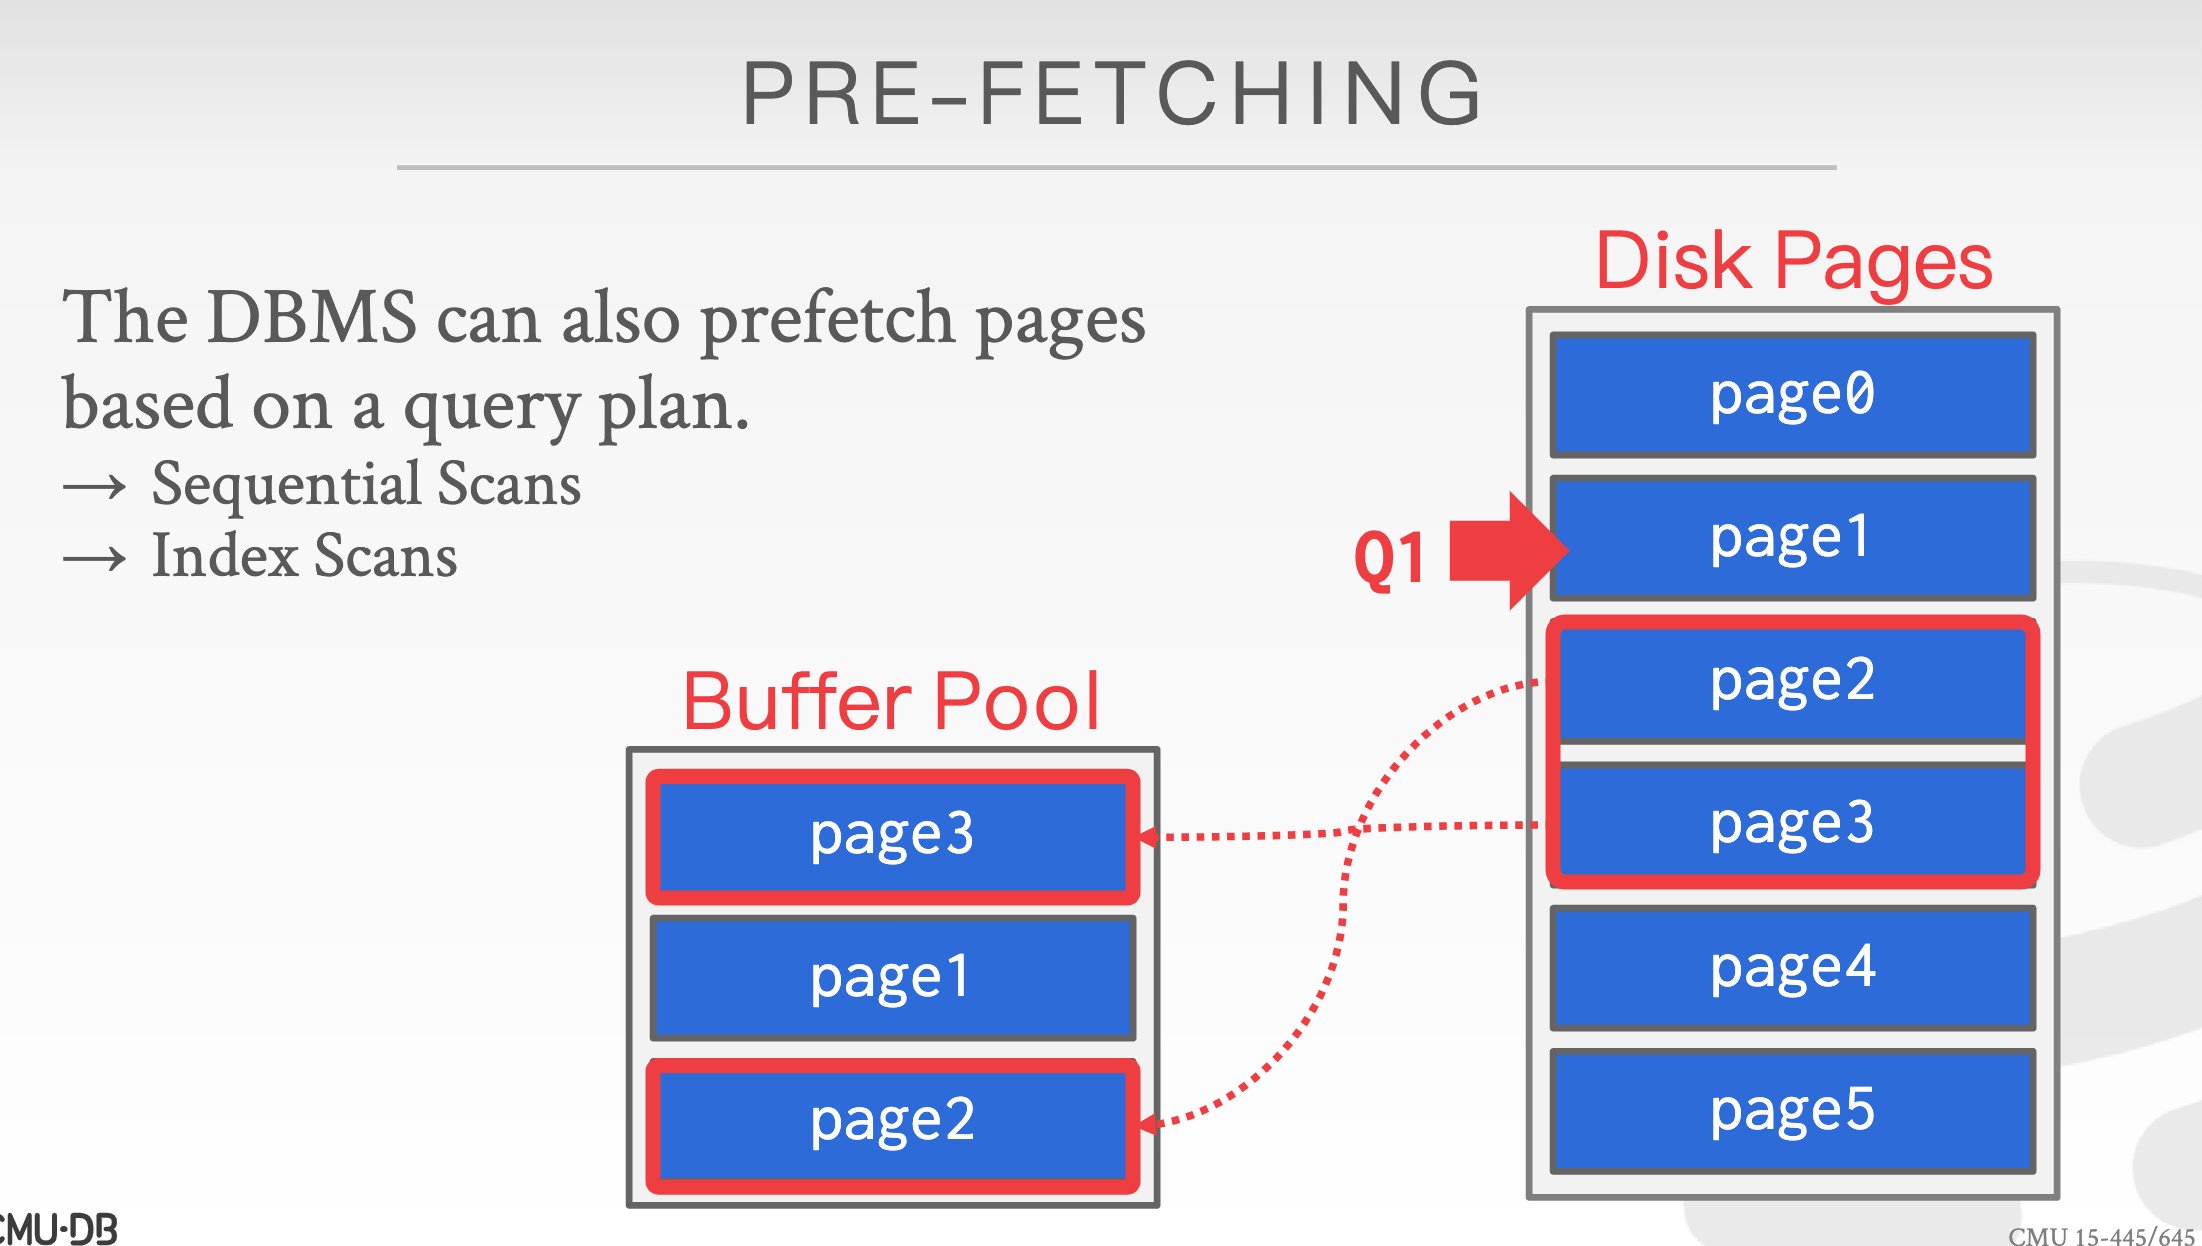 PRE-FETCHING
The DBMS can also prefetch pages
based on a query plan.
→ Sequential Scans
→ Index Scans
Disk Pages
page0
Q1
page1
page2
page3
page4
page5
Buffer Pool
page3
page1
page2
CMU·DB
CMU 15-445/645